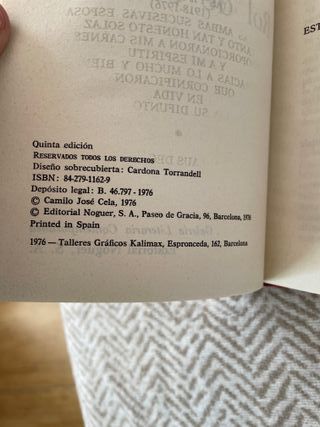 EST
Quinta edición
RESERVADOS TODOS LOS DERECHOS
Diseño sobrecubierta: Cardona Torrandell
ISBN: 84-279-1162-9
Depósito legal: B. 46.797 - 1976
© Camilo José Cela, 1976
© Editorial Noguer, S. A., Paseo de Gracia, 96, Barcelona, 1976
Printed in Spain
1976 — Talleres Gráficos Kalimax, Espronceda, 162, Barcelona